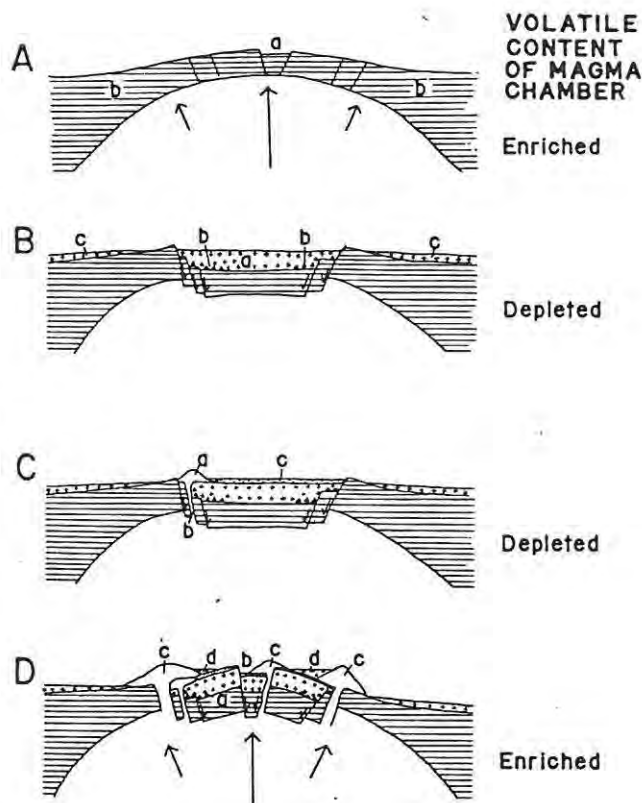 VOLATILE
CONTENT
OF MAGMA
CHAMBER
A
a
b
b
Enriched
B
c
b
b
c
a
Depleted
C
a
c
b
Depleted
D
c
d
b
c
d
c
a
Enriched